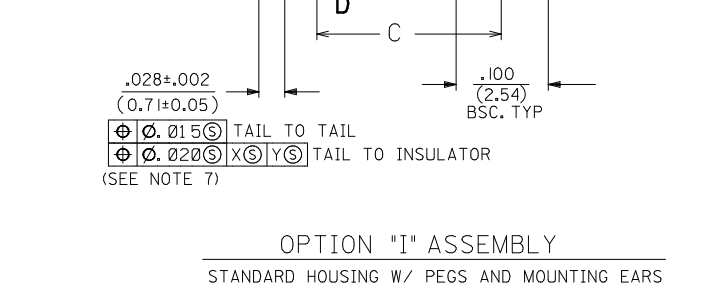 D
C
.028±.002
(0.71±0.05)
.100
(2.54)
BSC. TYP
⌖ Ø.015Ⓢ TAIL TO TAIL
⌖ Ø.020Ⓢ XⓈ YⓈ TAIL TO INSULATOR
(SEE NOTE 7)
OPTION "I" ASSEMBLY
STANDARD HOUSING W/ PEGS AND MOUNTING EARS